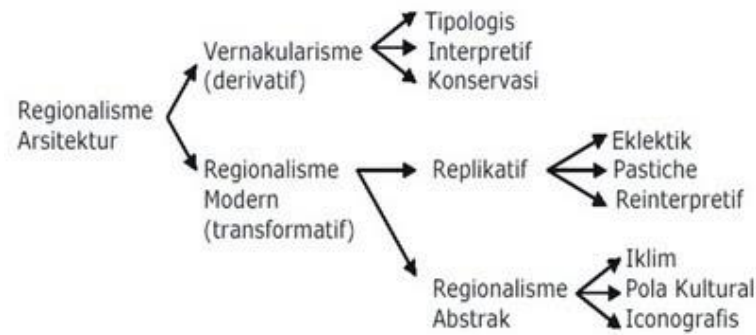 Regionalisme
Arsitektur
Vernakularisme
(derivatif)
Tipologis
Interpretif
Konservasi
Regionalisme
Modern
(transformatif)
Replikatif
Eklektik
Pastiche
Reinterpretif
Regionalisme
Abstrak
Iklim
Pola Kultural
Iconografis